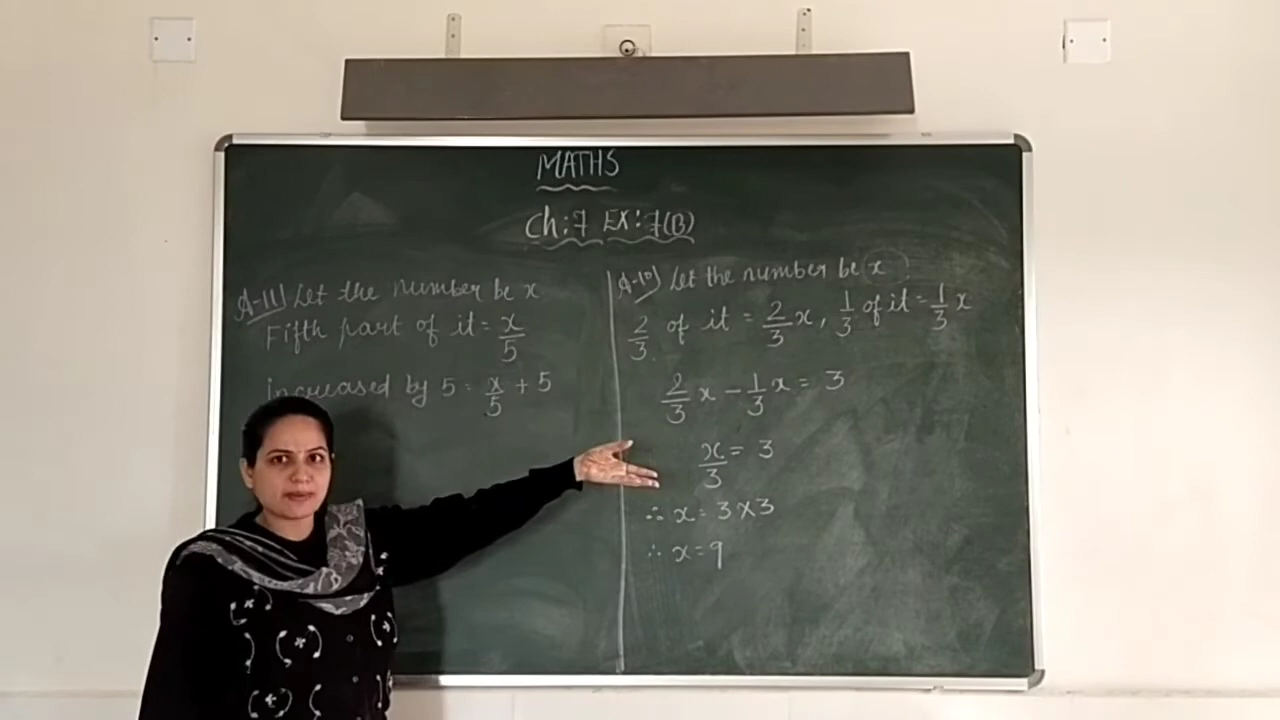 MATHS
Ch:7 EX:7(B)
A-11) Let the number be x
Fifth part of it = x/5
increased by 5 = x/5 + 5
A-10) Let the number be x
2/3 of it = 2/3 x, 1/3 of it = 1/3 x
2/3 x - 1/3 x = 3
x/3 = 3
∴ x = 3 × 3
∴ x = 9